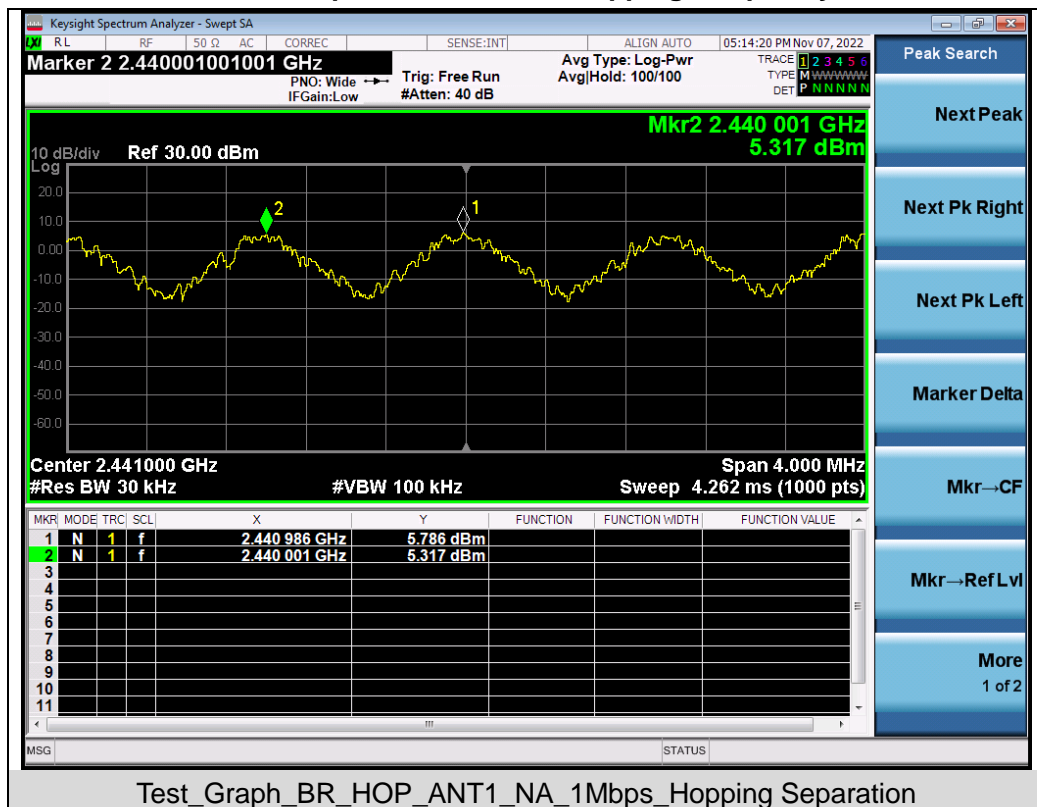 Keysight Spectrum Analyzer - Swept SA
LXI RL RF 50 Ω AC CORREC SENSE:INT ALIGN AUTO 05:14:20 PM Nov 07, 2022
Marker 2 2.440001001001 GHz
PNO: Wide
IFGain:Low
Trig: Free Run
#Atten: 40 dB
Avg Type: Log-Pwr
Avg|Hold: 100/100
TRACE 1 2 3 4 5 6
TYPE M WWWWW
DET P N N N N N
Mkr2 2.440 001 GHz
5.317 dBm
10 dB/div Ref 30.00 dBm
Log
20.0
10.0
0.00
-10.0
-20.0
-30.0
-40.0
-50.0
-60.0
2
1
Center 2.441000 GHz Span 4.000 MHz
#Res BW 30 kHz #VBW 100 kHz Sweep 4.262 ms (1000 pts)
MKR MODE TRC SCL X Y FUNCTION FUNCTION WIDTH FUNCTION VALUE
1 N 1 f 2.440 986 GHz 5.786 dBm
2 N 1 f 2.440 001 GHz 5.317 dBm
3
4
5
6
7
8
9
10
11
MSG STATUS
Peak Search
Next Peak
Next Pk Right
Next Pk Left
Marker Delta
Mkr→CF
Mkr→Ref Lvl
More
1 of 2
Test_Graph_BR_HOP_ANT1_NA_1Mbps_Hopping Separation